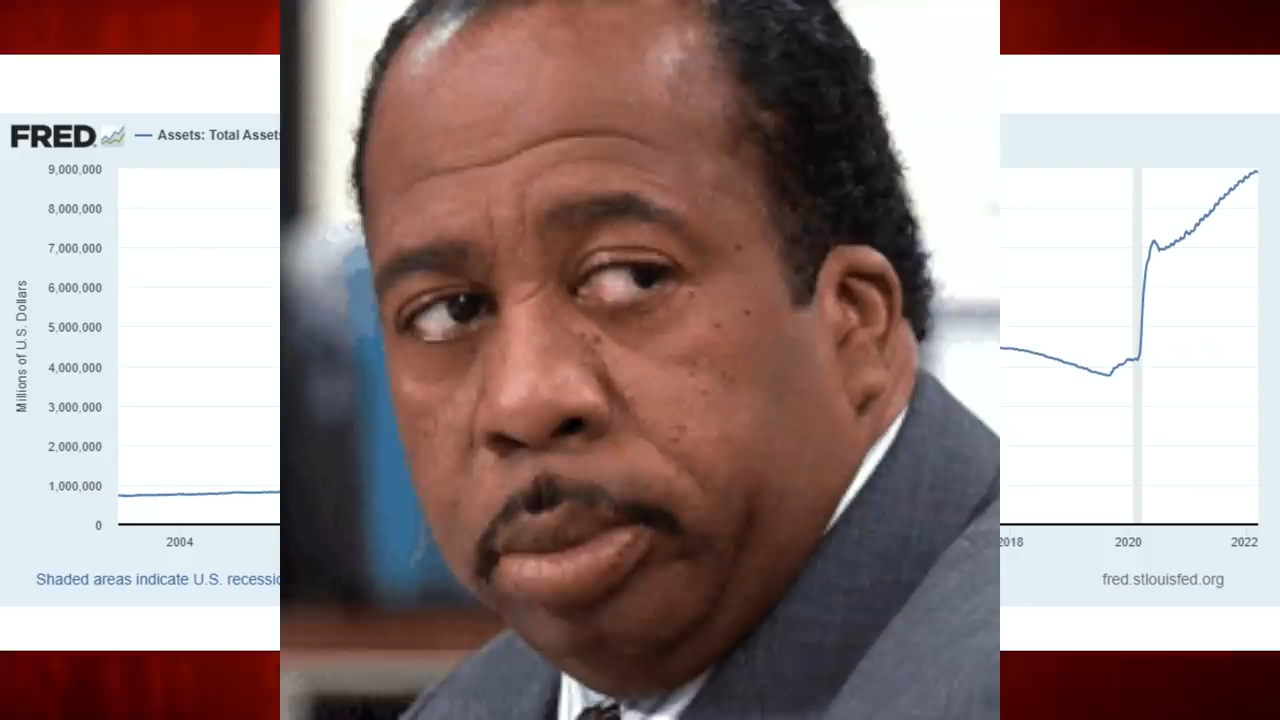 FRED
Assets: Total Assets
9,000,000
8,000,000
7,000,000
6,000,000
5,000,000
4,000,000
3,000,000
2,000,000
1,000,000
0
Millions of U.S. Dollars
2004
2018
2020
2022
Shaded areas indicate U.S.
fred.stlouisfed.org